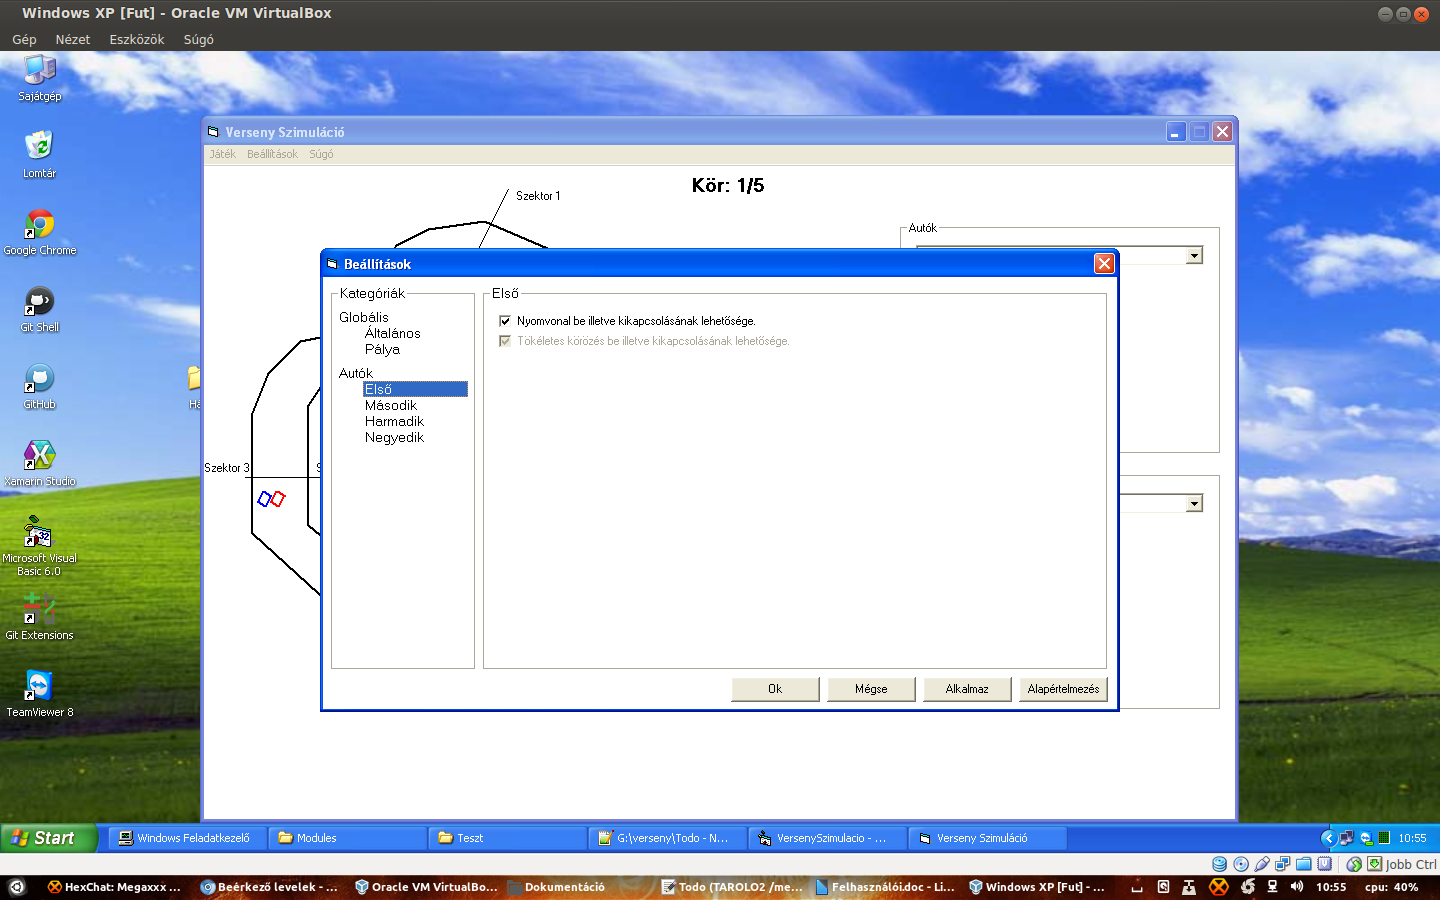 Windows XP [Fut] - Oracle VM VirtualBox
Gép Nézet Eszközök Súgó
Sajátgép
Lomtár
Google Chrome
Git Shell
GitHub
Xamarin Studio
Microsoft Visual
Basic 6.0
Git Extensions
TeamViewer 8
Verseny Szimuláció
Játék Beállítások Súgó
Kör: 1/5
Szektor 1
Autók
Szektor 3
Beállítások
Kategóriák
Globális
Általános
Pálya
Autók
Első
Második
Harmadik
Negyedik
Első
Nyomvonal be illetve kikapcsolásának lehetősége.
Tökéletes körözés be illetve kikapcsolásának lehetősége.
Ok Mégse Alkalmaz Alapértelmezés
Start Windows Feladatkezelő Modules Teszt G:\verseny\Todo - N... VersenySzimulacio - ... Verseny Szimuláció 10:55
Jobb Ctrl
HexChat: Megaxxx ... Beérkező levelek - ... Oracle VM VirtualBo... Dokumentáció Todo (TAROLO2 /me... Felhasználói.doc - Li... Windows XP [Fut] - ... 10:55 cpu: 40%